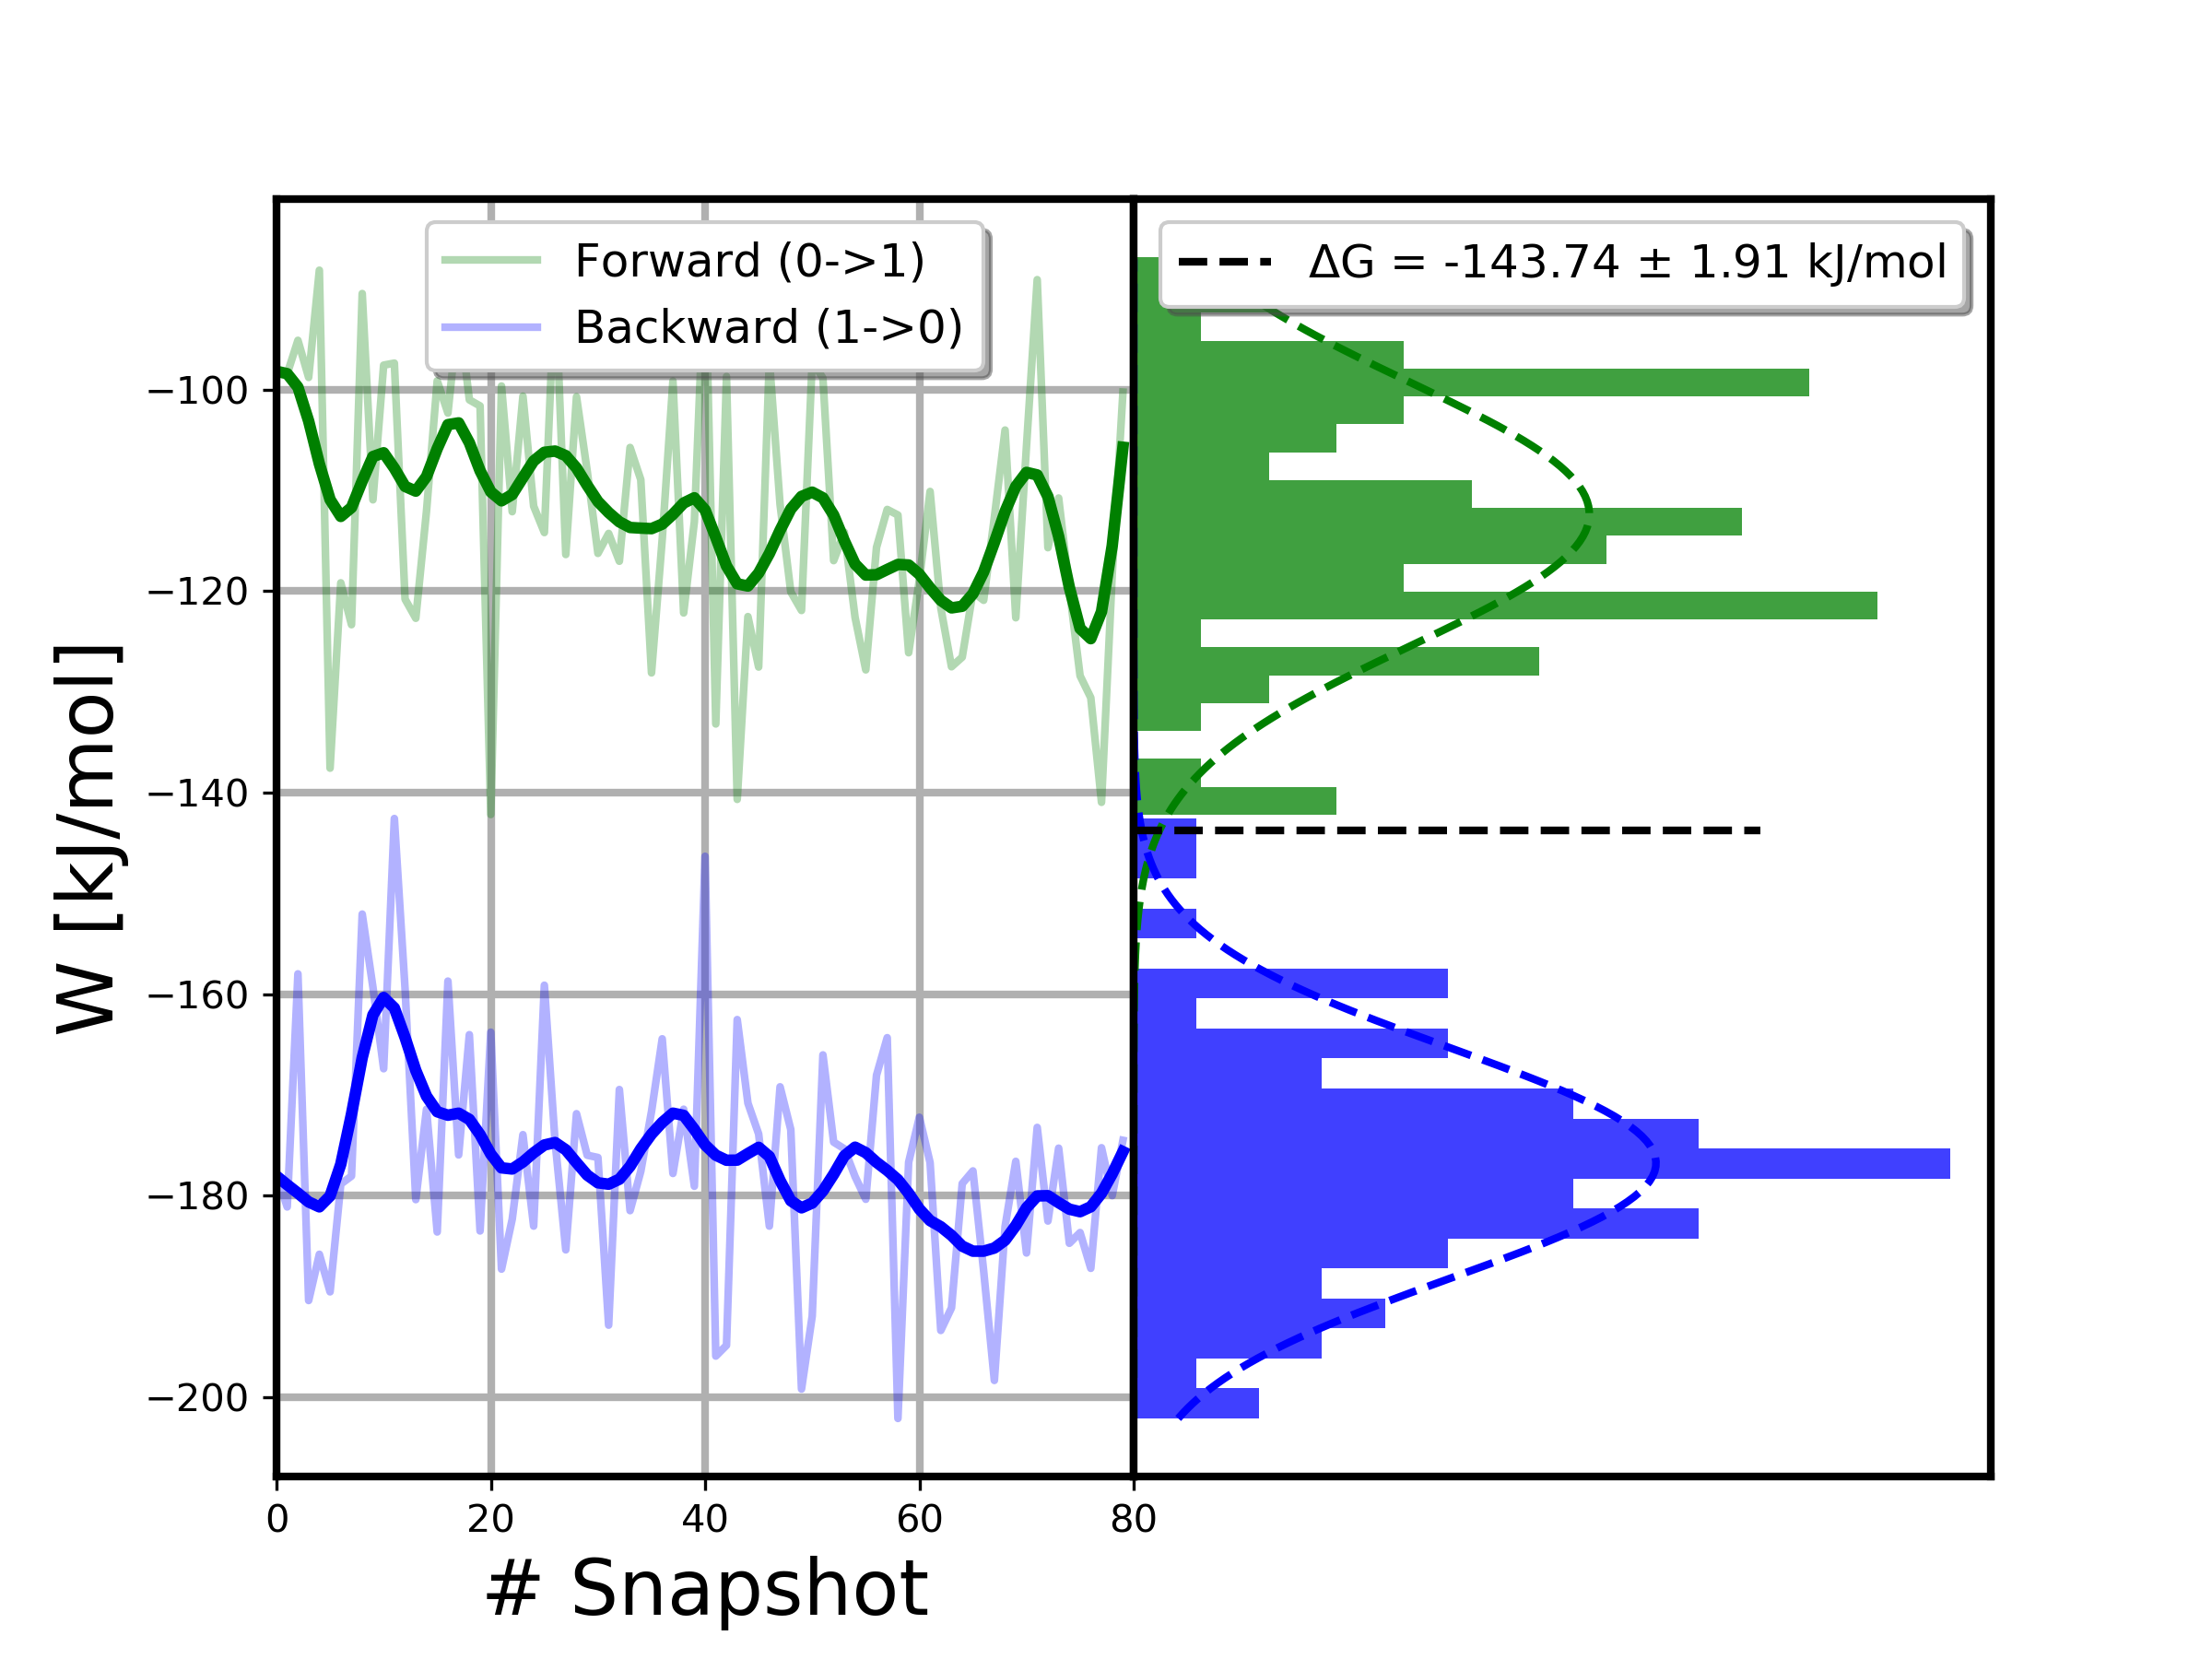 Forward (0->1)
Backward (1->0)
ΔG = -143.74 ± 1.91 kJ/mol
W [kJ/mol]
−100
−120
−140
−160
−180
−200
0 20 40 60 80
# Snapshot